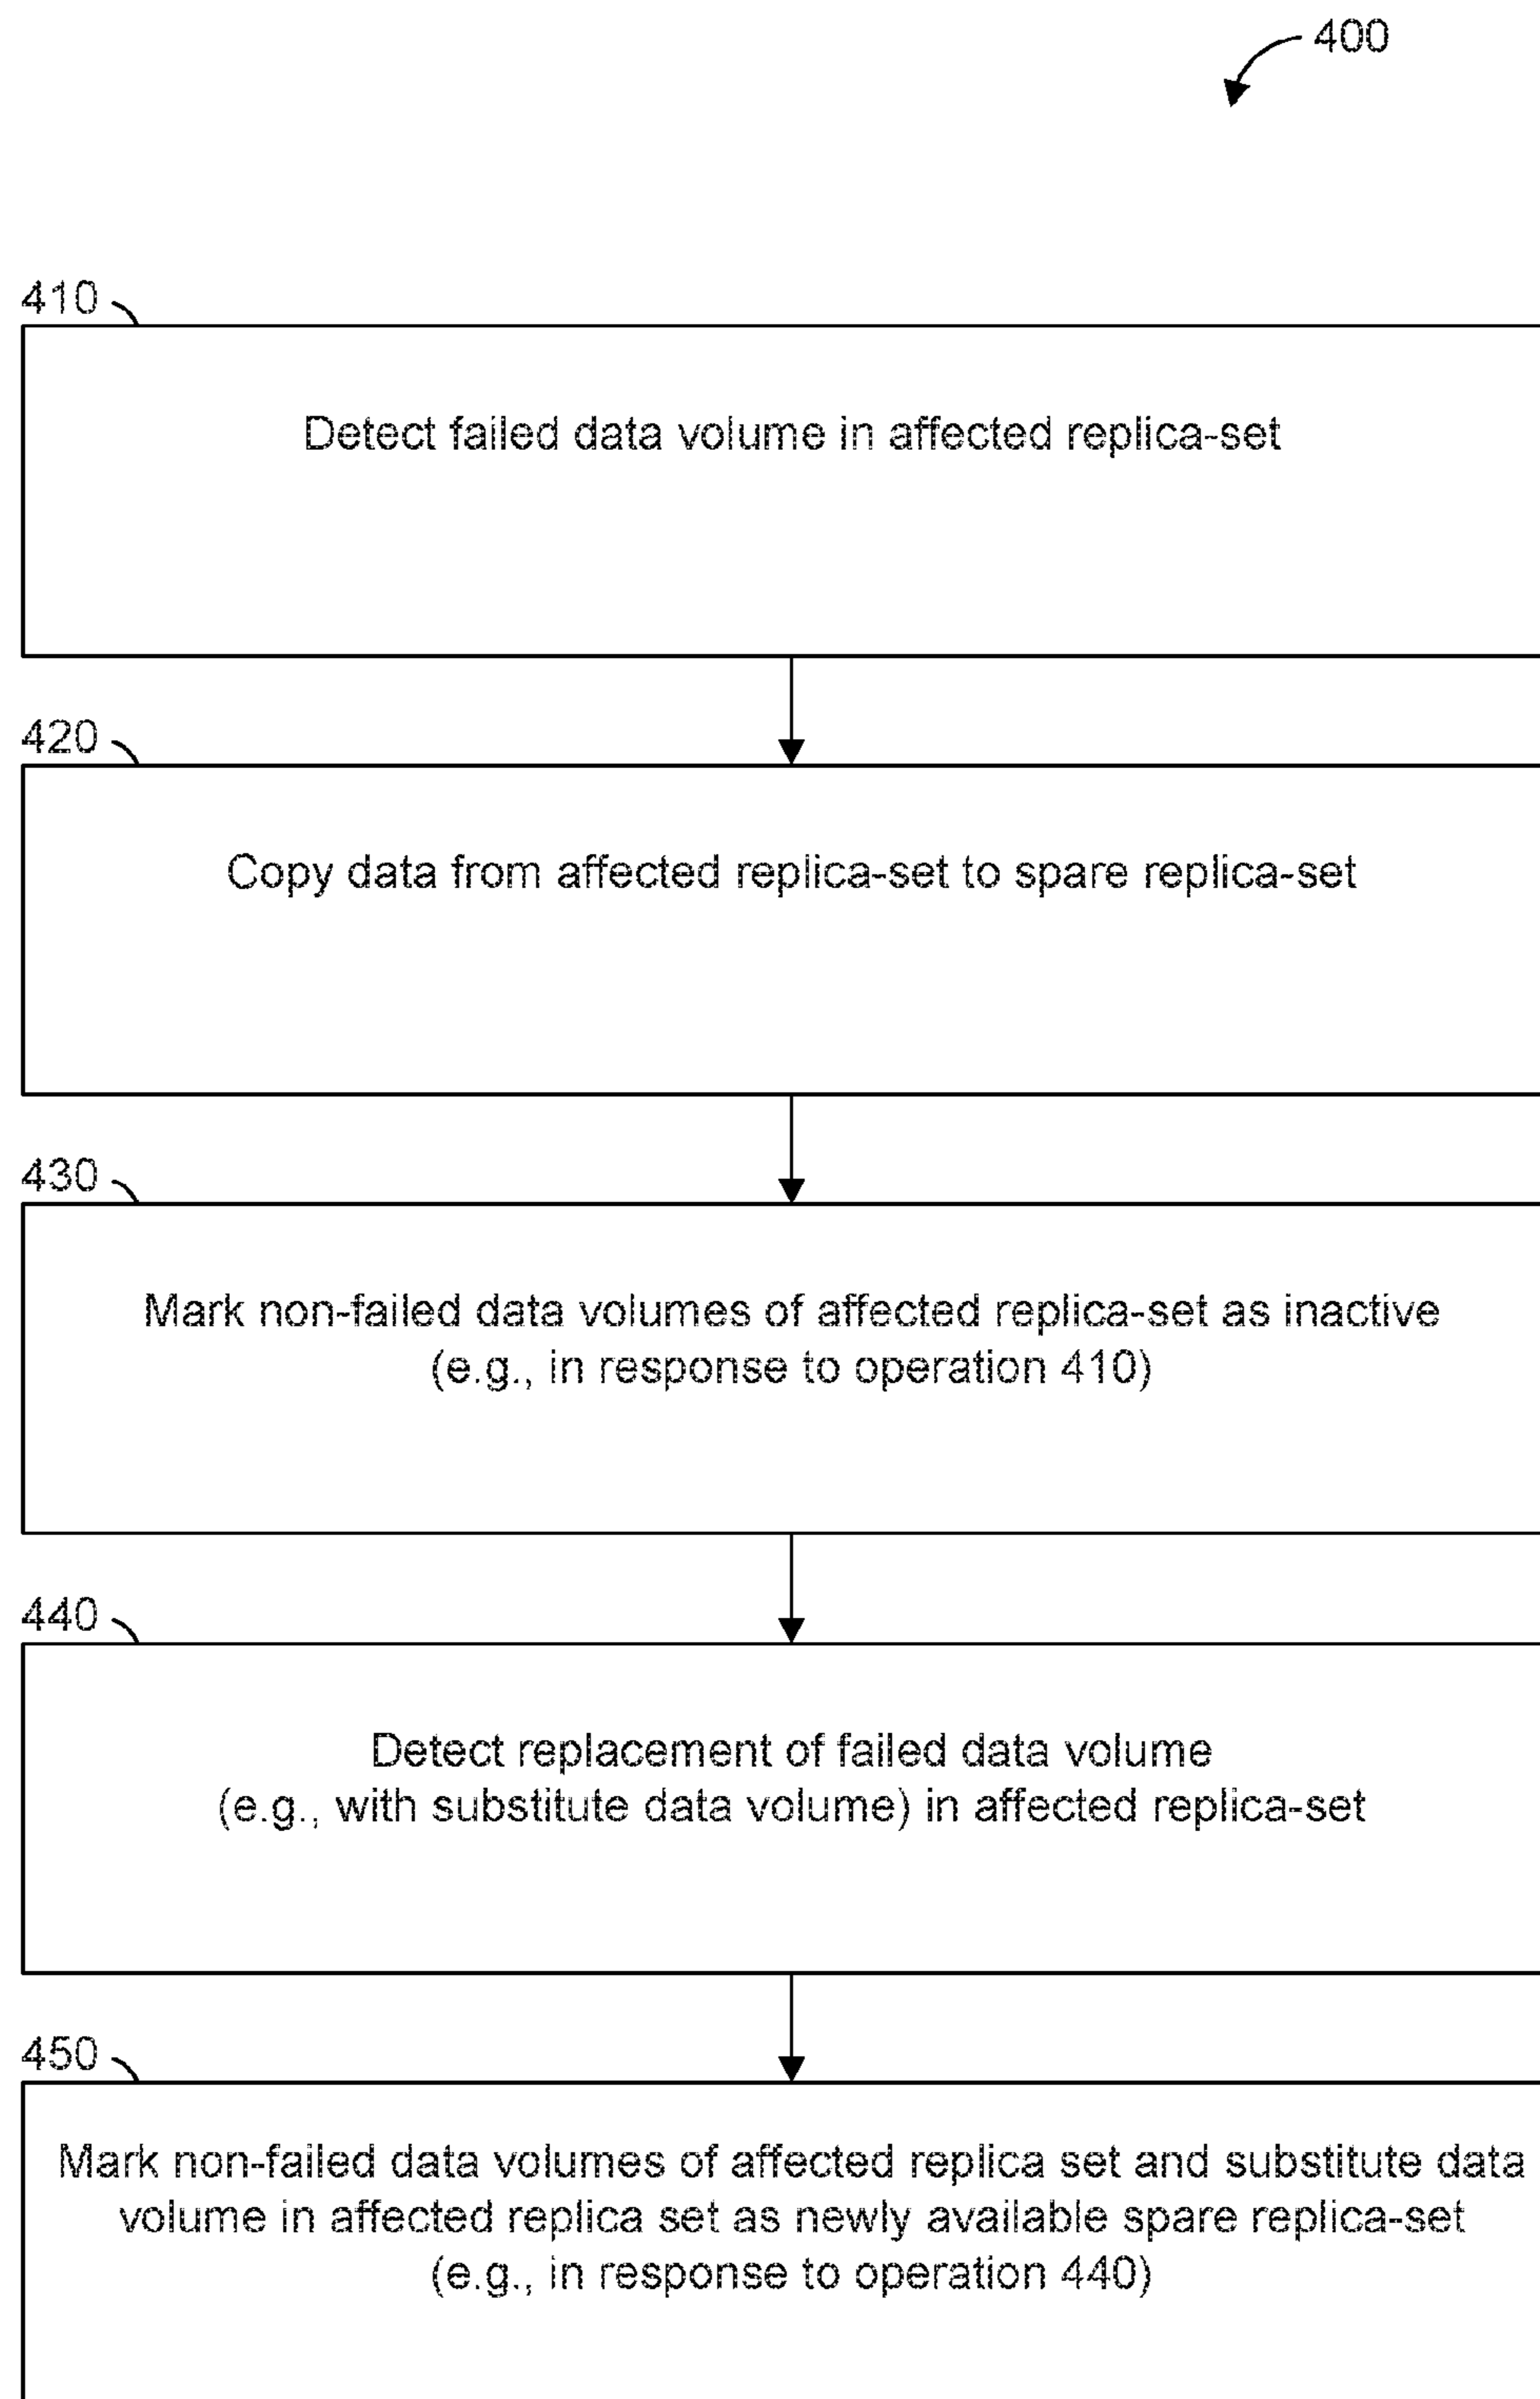 400
410
Detect failed data volume in affected replica-set
420
Copy data from affected replica-set to spare replica-set
430
Mark non-failed data volumes of affected replica-set as inactive
(e.g., in response to operation 410)
440
Detect replacement of failed data volume
(e.g., with substitute data volume) in affected replica-set
450
Mark non-failed data volumes of affected replica set and substitute data
volume in affected replica set as newly available spare replica-set
(e.g., in response to operation 440)